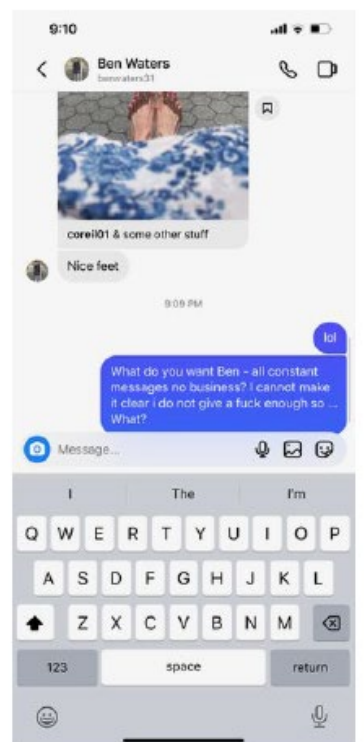 9:10
Ben Waters
benwaters31
coreil01 & some other stuff
Nice feet
9:09 PM
lol
What do you want Ben - all constant
messages no business? I cannot make
it clear i do not give a fuck enough so ...
What?
Message...
I The I'm
Q W E R T Y U I O P
A S D F G H J K L
Z X C V B N M
123 space return